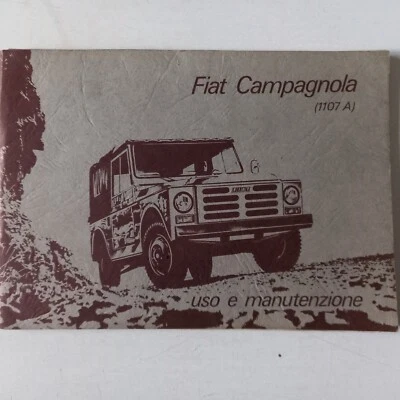 Fiat Campagnola
(1107 A)
uso e manutenzione